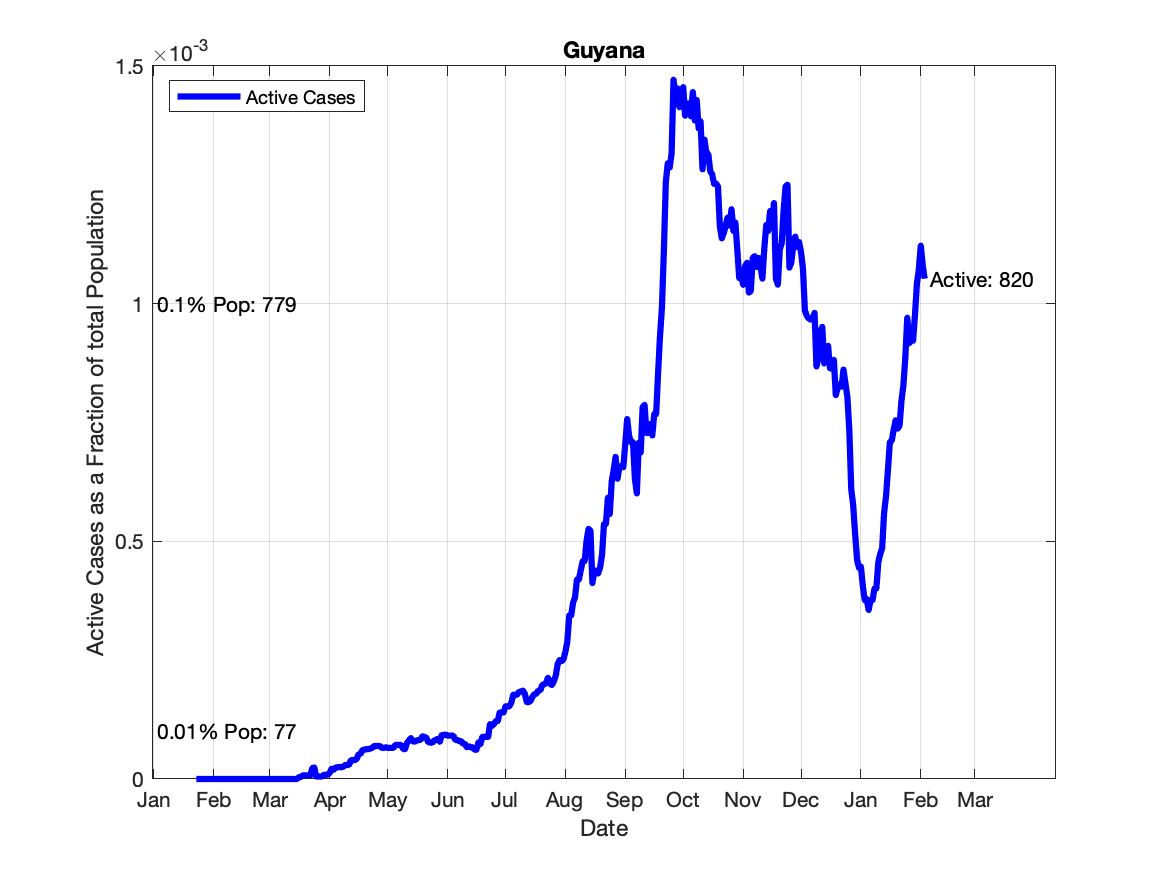 Guyana
×10-3
1.5
Active Cases
Active Cases as a Fraction of total Population
1
0.1% Pop: 779
Active: 820
0.5
0.01% Pop: 77
0
Jan Feb Mar Apr May Jun Jul Aug Sep Oct Nov Dec Jan Feb Mar
Date